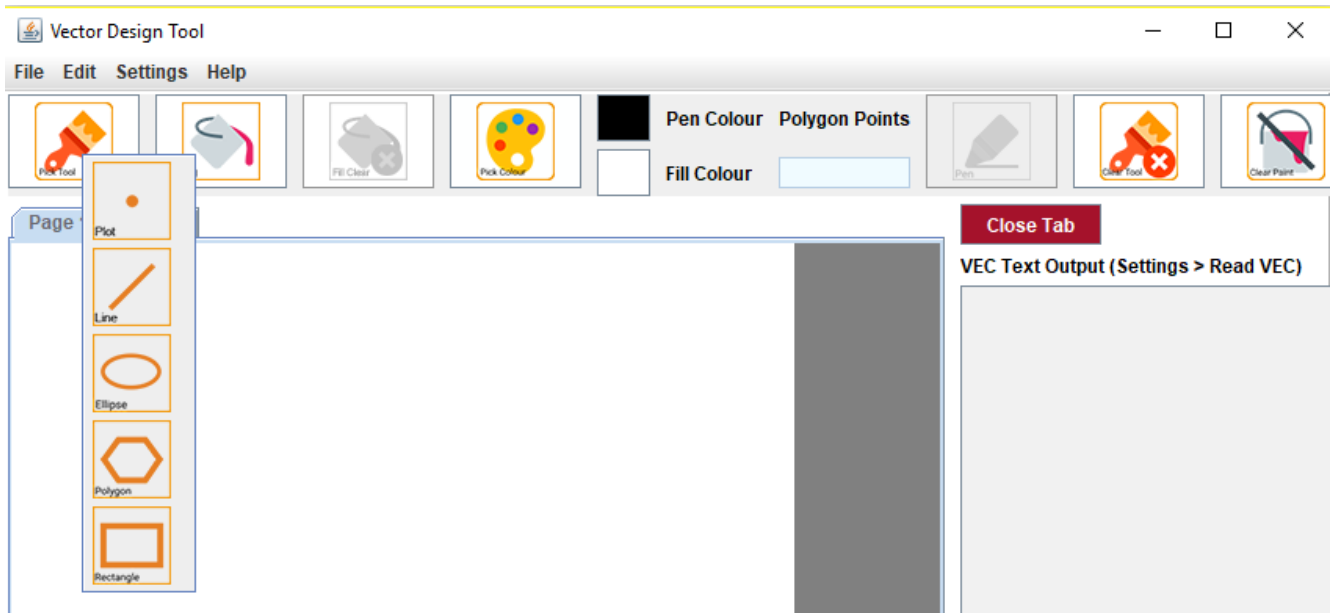 Vector Design Tool
File Edit Settings Help
Pick Tool
Fill Clear
Pick Colour
Pen Colour Polygon Points
Fill Colour
Pen
Clear Tool
Clear Paint
Page
Plot
Line
Ellipse
Polygon
Rectangle
Close Tab
VEC Text Output (Settings > Read VEC)